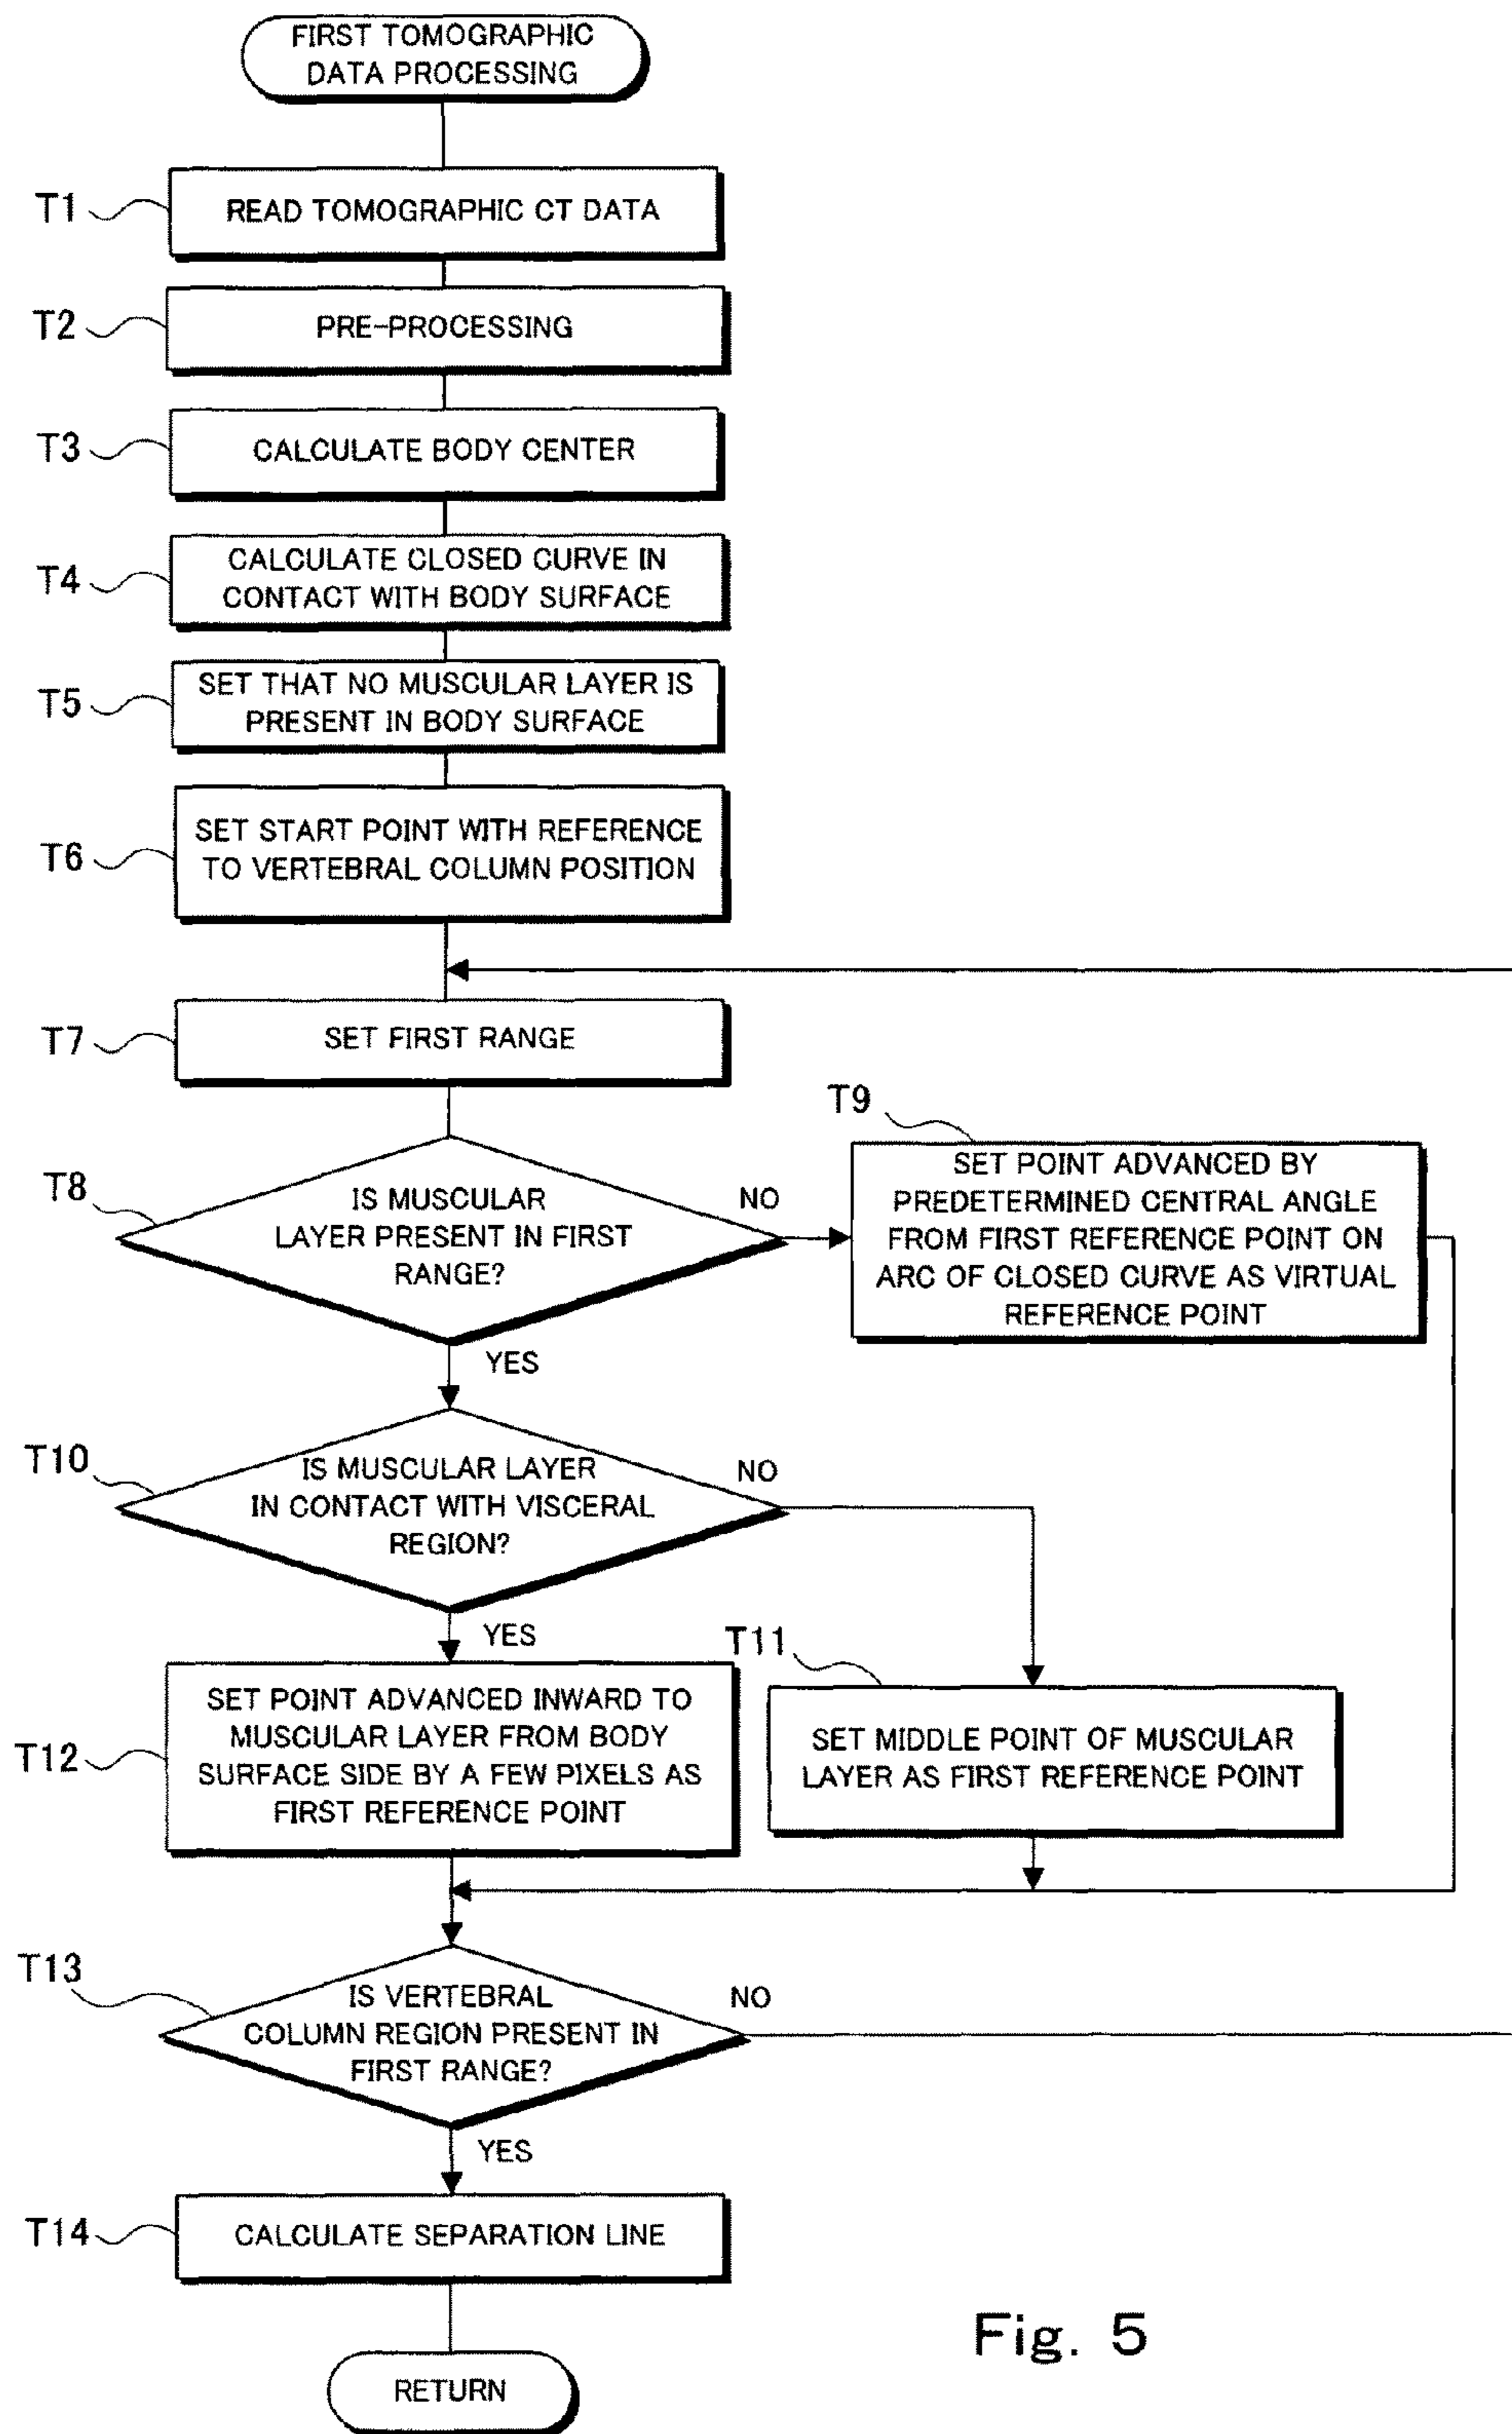 FIRST TOMOGRAPHIC
DATA PROCESSING
T1
READ TOMOGRAPHIC CT DATA
T2
PRE-PROCESSING
T3
CALCULATE BODY CENTER
T4
CALCULATE CLOSED CURVE IN
CONTACT WITH BODY SURFACE
T5
SET THAT NO MUSCULAR LAYER IS
PRESENT IN BODY SURFACE
T6
SET START POINT WITH REFERENCE
TO VERTEBRAL COLUMN POSITION
T7
SET FIRST RANGE
T8
IS MUSCULAR
LAYER PRESENT IN FIRST
RANGE?
NO
YES
T9
SET POINT ADVANCED BY
PREDETERMINED CENTRAL ANGLE
FROM FIRST REFERENCE POINT ON
ARC OF CLOSED CURVE AS VIRTUAL
REFERENCE POINT
T10
IS MUSCULAR LAYER
IN CONTACT WITH VISCERAL
REGION?
NO
YES
T11
SET MIDDLE POINT OF MUSCULAR
LAYER AS FIRST REFERENCE POINT
T12
SET POINT ADVANCED INWARD TO
MUSCULAR LAYER FROM BODY
SURFACE SIDE BY A FEW PIXELS AS
FIRST REFERENCE POINT
T13
IS VERTEBRAL
COLUMN REGION PRESENT IN
FIRST RANGE?
NO
YES
T14
CALCULATE SEPARATION LINE
RETURN
Fig. 5